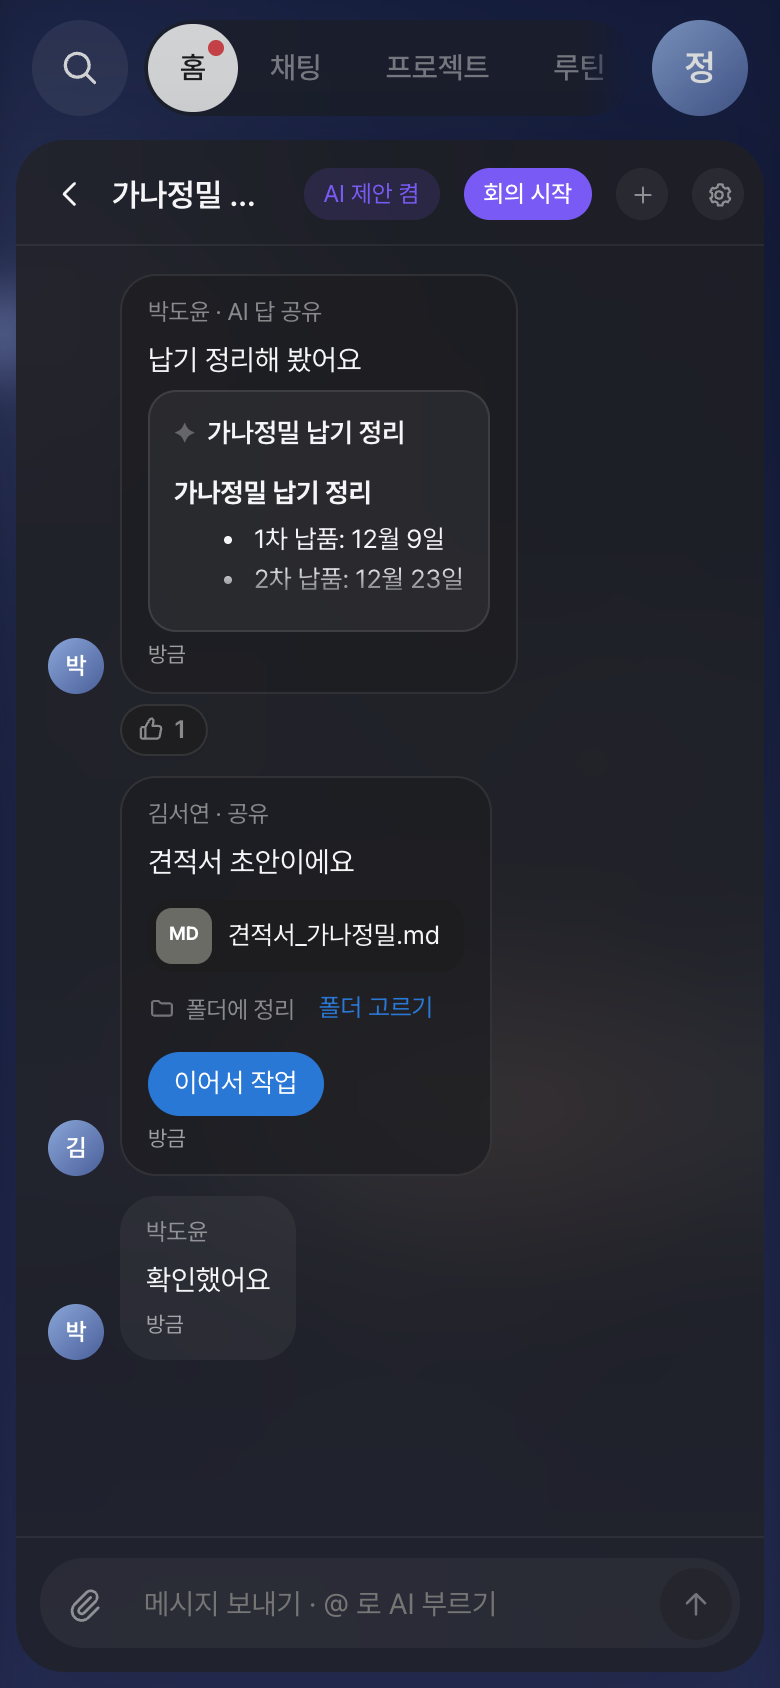 홈
채팅
프로젝트
루틴
정
가나정밀 ...
AI 제안 켬
회의 시작
박도윤 · AI 답 공유
납기 정리해 봤어요
가나정밀 납기 정리
가나정밀 납기 정리
• 1차 납품: 12월 9일
• 2차 납품: 12월 23일
방금
박
1
김서연 · 공유
견적서 초안이에요
MD 견적서_가나정밀.md
폴더에 정리 폴더 고르기
이어서 작업
방금
김
박도윤
확인했어요
방금
박
메시지 보내기 · @ 로 AI 부르기